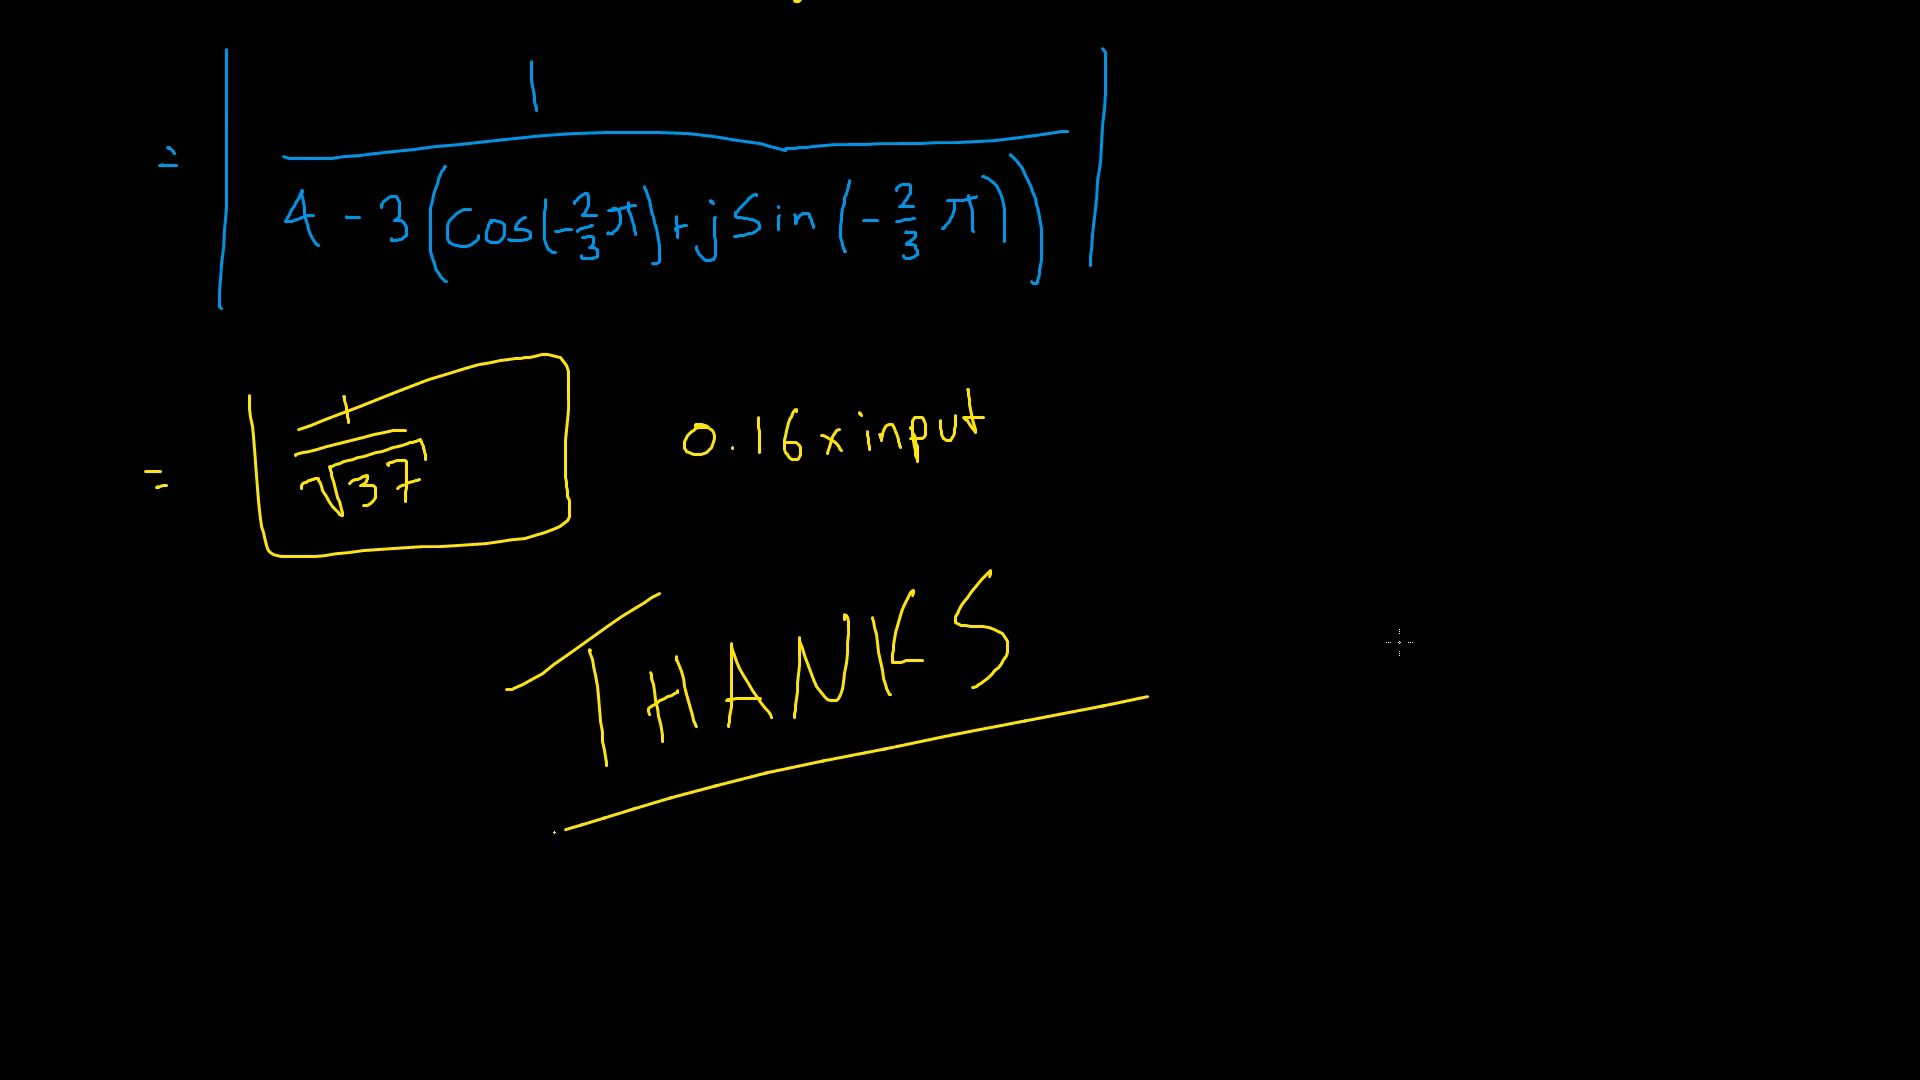 = | 1 / 4 - 3 (cos(-2/3 π) + j sin(-2/3 π)) |
= 1 / √37 0.16 x input
THANKS